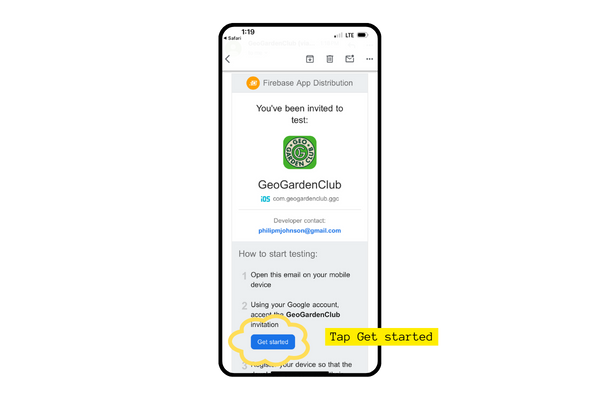 1:19
LTE
Safari
Firebase App Distribution
You've been invited to
test:
GEO
GARDEN
CLUB
G
GeoGardenClub
iOS com.geogardenclub.ggc
Developer contact:
philipmjohnson@gmail.com
How to start testing:
1 Open this email on your mobile
device
2 Using your Google account,
accept the GeoGardenClub
invitation
Get started
Tap Get started
3 Register your device so that the